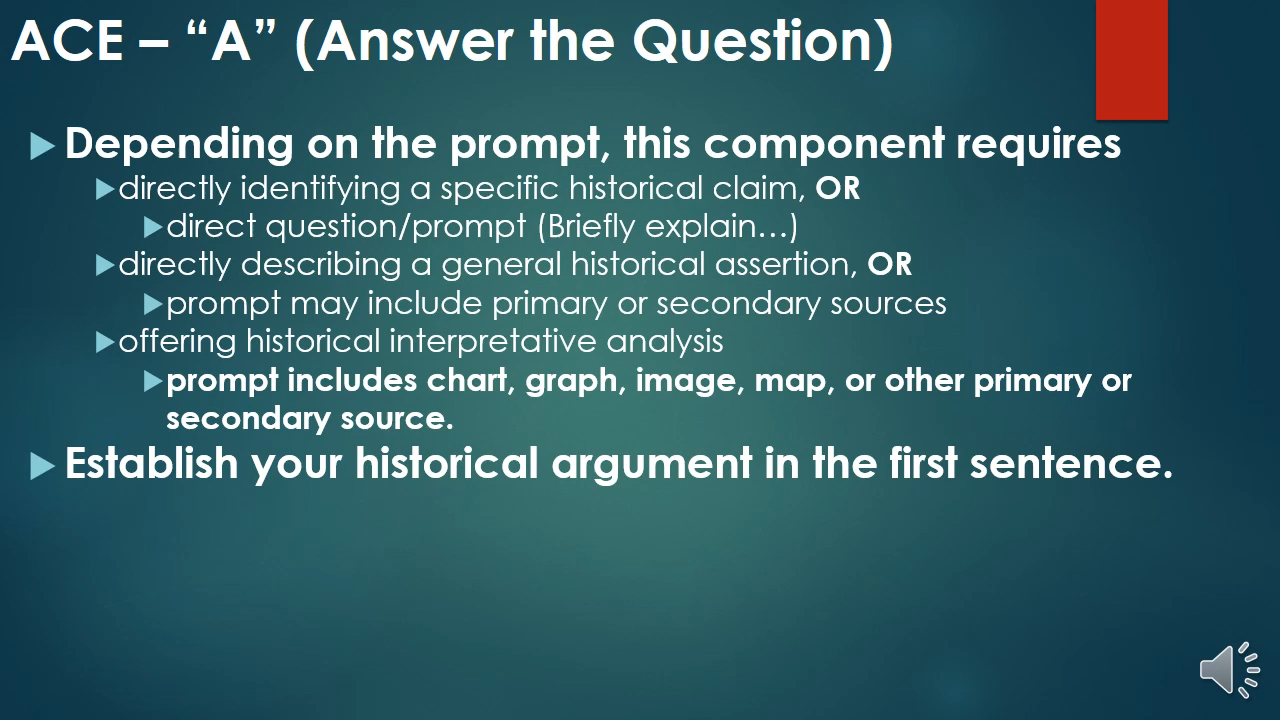 ACE – “A” (Answer the Question)
Depending on the prompt, this component requires
directly identifying a specific historical claim, OR
direct question/prompt (Briefly explain…)
directly describing a general historical assertion, OR
prompt may include primary or secondary sources
offering historical interpretative analysis
prompt includes chart, graph, image, map, or other primary or
secondary source.
Establish your historical argument in the first sentence.